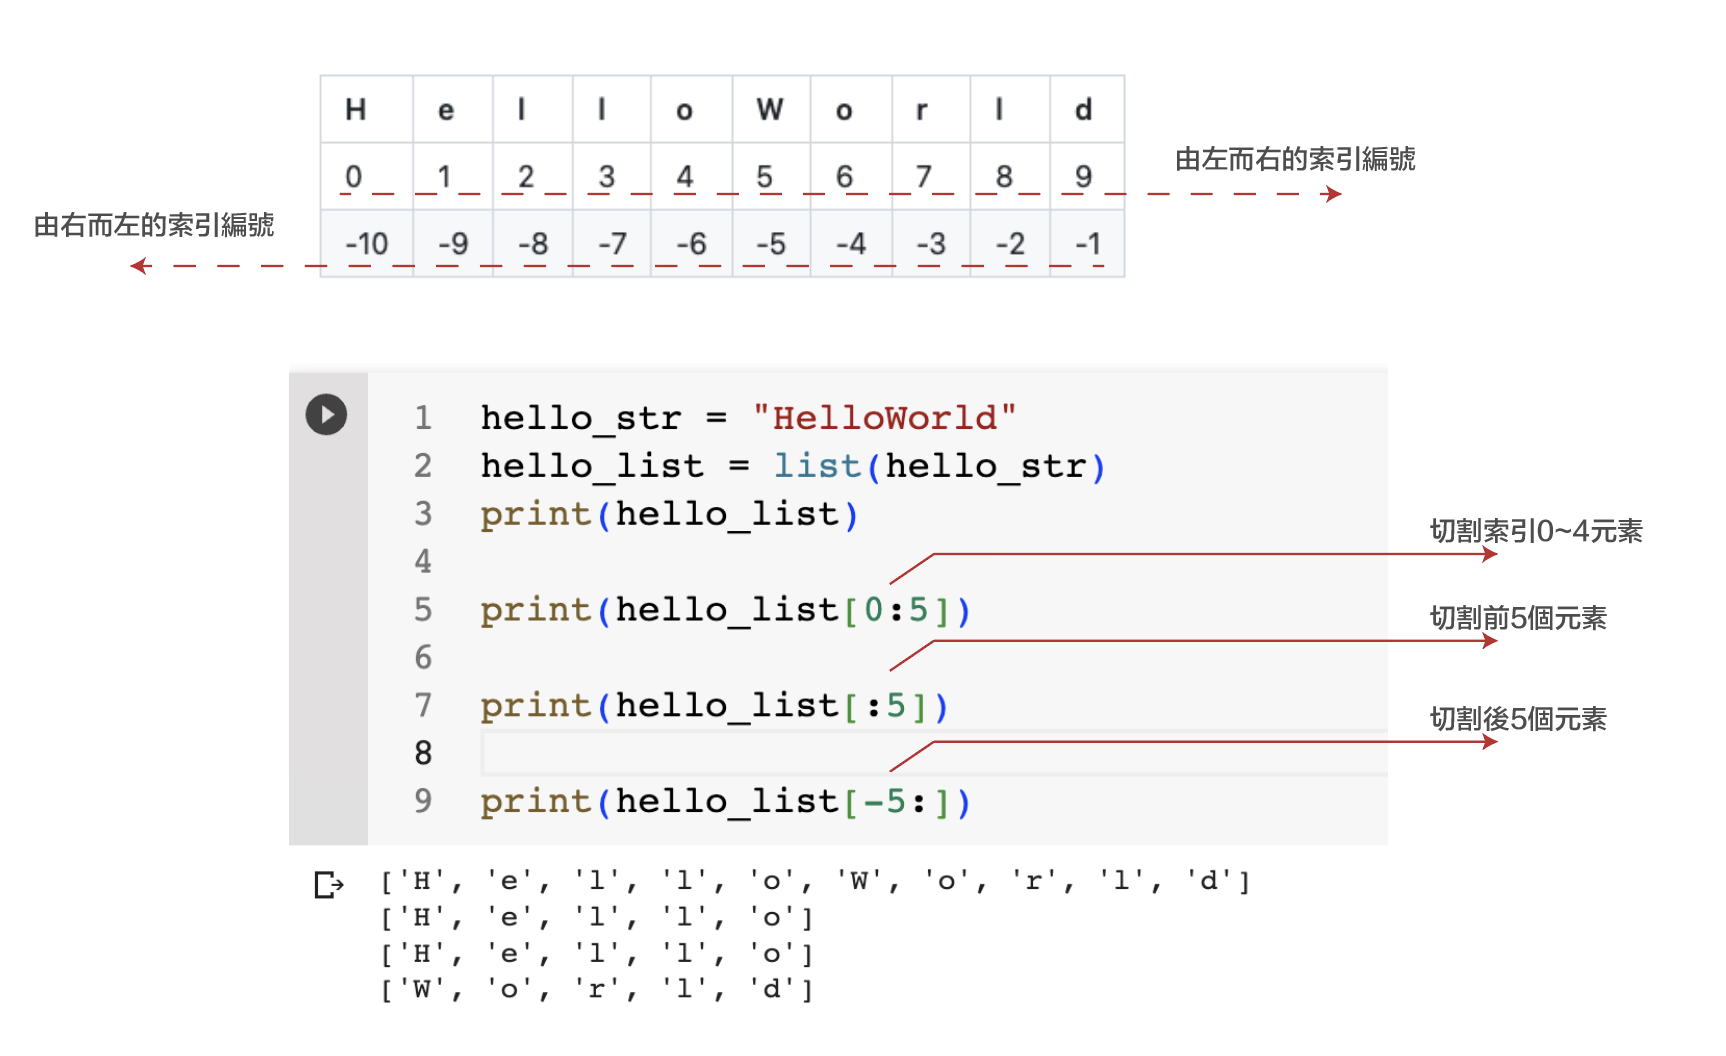 H e l l o W o r l d
由左而右的索引編號
0 1 2 3 4 5 6 7 8 9
由右而左的索引編號
-10 -9 -8 -7 -6 -5 -4 -3 -2 -1
1 hello_str = "HelloWorld"
2 hello_list = list(hello_str)
3 print(hello_list)
切割索引0~4元素
4
5 print(hello_list[0:5])
切割前5個元素
6
7 print(hello_list[:5])
切割後5個元素
8
9 print(hello_list[-5:])
['H', 'e', 'l', 'l', 'o', 'W', 'o', 'r', 'l', 'd']
['H', 'e', 'l', 'l', 'o']
['H', 'e', 'l', 'l', 'o']
['W', 'o', 'r', 'l', 'd']